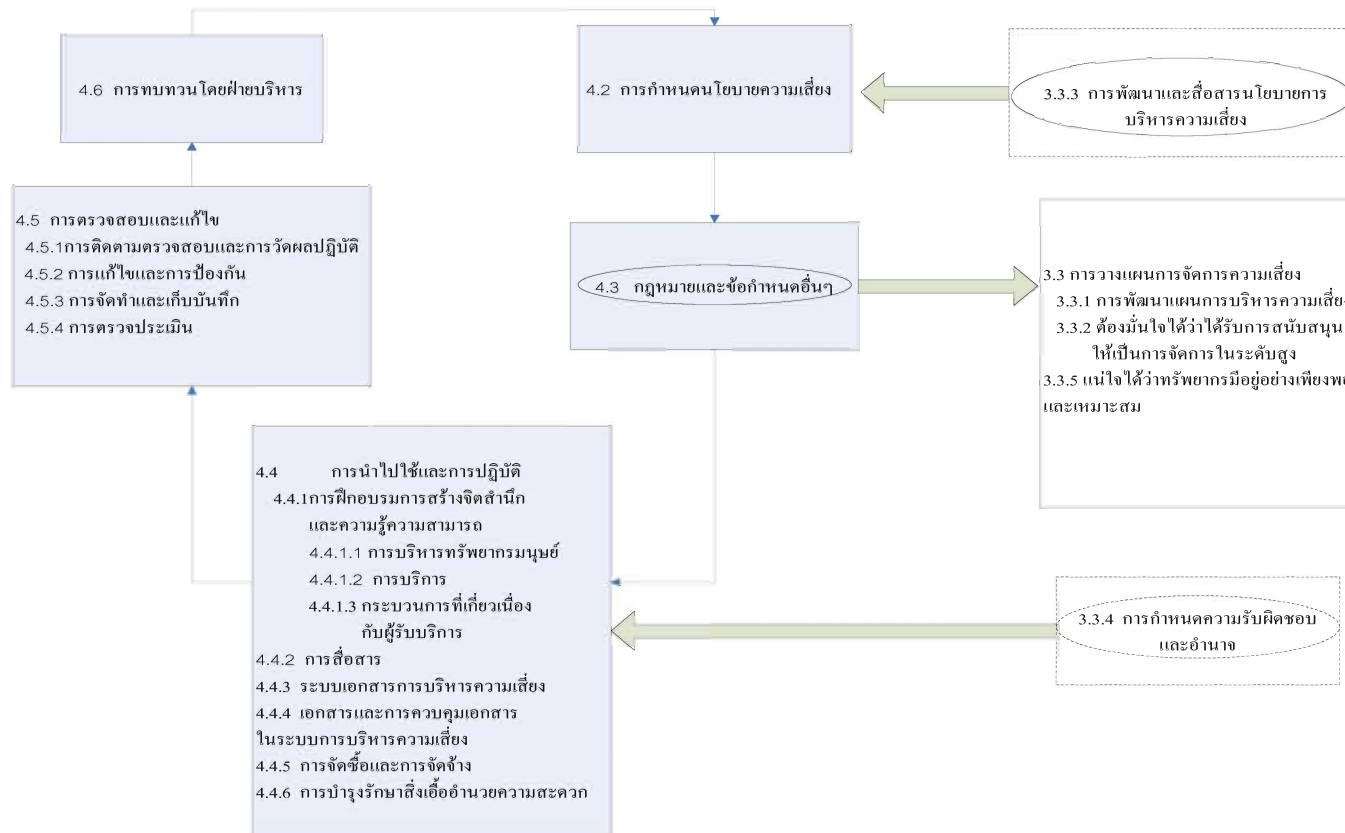 4.6 การทบทวนโดยฝ่ายบริหาร
4.2 การกำหนดนโยบายความเสี่ยง
3.3.3 การพัฒนาและสื่อสารนโยบายการ
บริหารความเสี่ยง
4.5 การตรวจสอบและแก้ไข
4.5.1การติดตามตรวจสอบและการวัดผลปฏิบัติ
4.5.2 การแก้ไขและการป้องกัน
4.5.3 การจัดทำและเก็บบันทึก
4.5.4 การตรวจประเมิน
4.3 กฎหมายและข้อกำหนดอื่นๆ
3.3 การวางแผนการจัดการความเสี่ยง
3.3.1 การพัฒนาแผนการบริหารความเสี่ยง
3.3.2 ต้องมั่นใจได้ว่าได้รับการสนับสนุน
ให้เป็นการจัดการในระดับสูง
3.3.5 แน่ใจได้ว่าทรัพยากรมีอยู่อย่างเพียงพอ
และเหมาะสม
4.4 การนำไปใช้และการปฏิบัติ
4.4.1การฝึกอบรมการสร้างจิตสำนึก
และความรู้ความสามารถ
4.4.1.1 การบริหารทรัพยากรมนุษย์
4.4.1.2 การบริการ
4.4.1.3 กระบวนการที่เกี่ยวเนื่อง
กับผู้รับบริการ
4.4.2 การสื่อสาร
4.4.3 ระบบเอกสารการบริหารความเสี่ยง
4.4.4 เอกสารและการควบคุมเอกสาร
ในระบบการบริหารความเสี่ยง
4.4.5 การจัดซื้อและการจัดจ้าง
4.4.6 การบำรุงรักษาสิ่งเอื้ออำนวยความสะดวก
3.3.4 การกำหนดความรับผิดชอบ
และอำนาจ